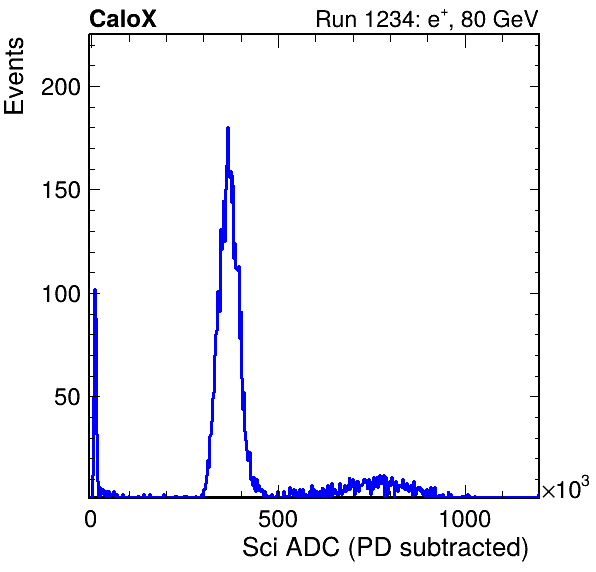 CaloX Run 1234: e⁺, 80 GeV
Events
200
150
100
50
0 500 1000 ×10³
Sci ADC (PD subtracted)